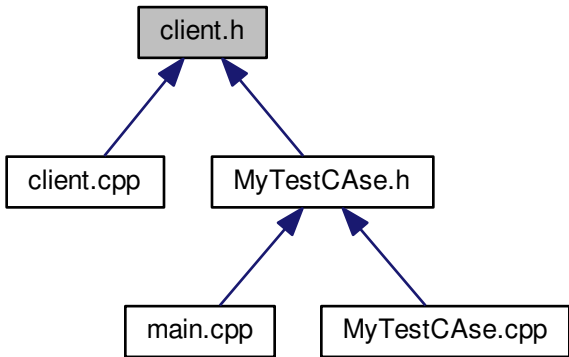 client.h
client.cpp
MyTestCAse.h
main.cpp
MyTestCAse.cpp